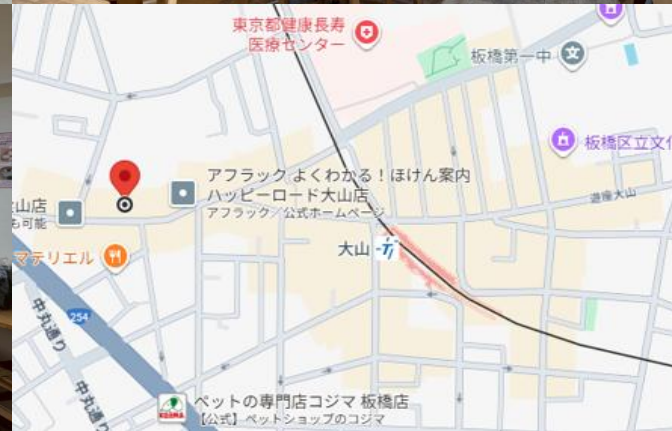 東京都健康長寿
医療センター
板橋第一中
文
板橋区立文化
アフラック よくわかる！ほけん案内
ハッピーロード大山店
アフラック／公式ホームページ
遊座大山
山店
も可能
大山
マテリエル
254
中丸通り
中丸通り
ペットの専門店コジマ 板橋店
【公式】ペットショップのコジマ